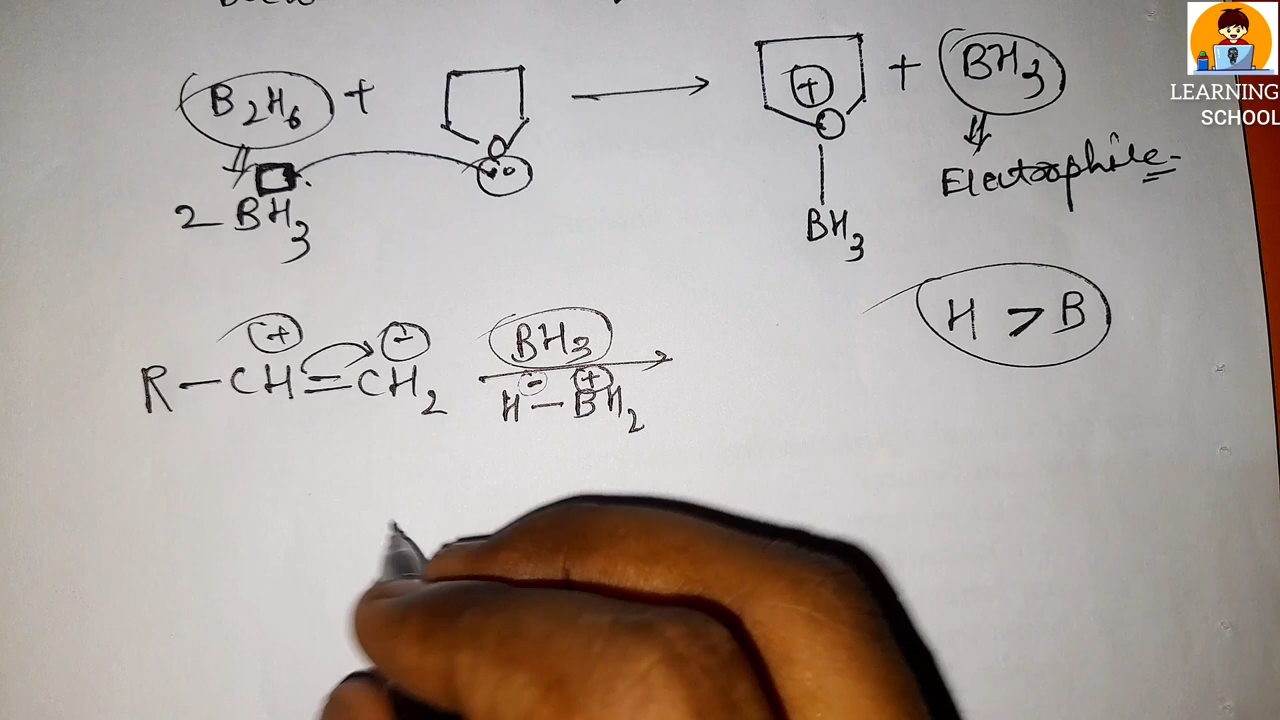 B2H6 + O → O + BH3
+
2 BH3
BH3
Electrophile
R-CH=CH2 BH3
+ -
H-BH2
- +
H > B
LEARNING
SCHOOL